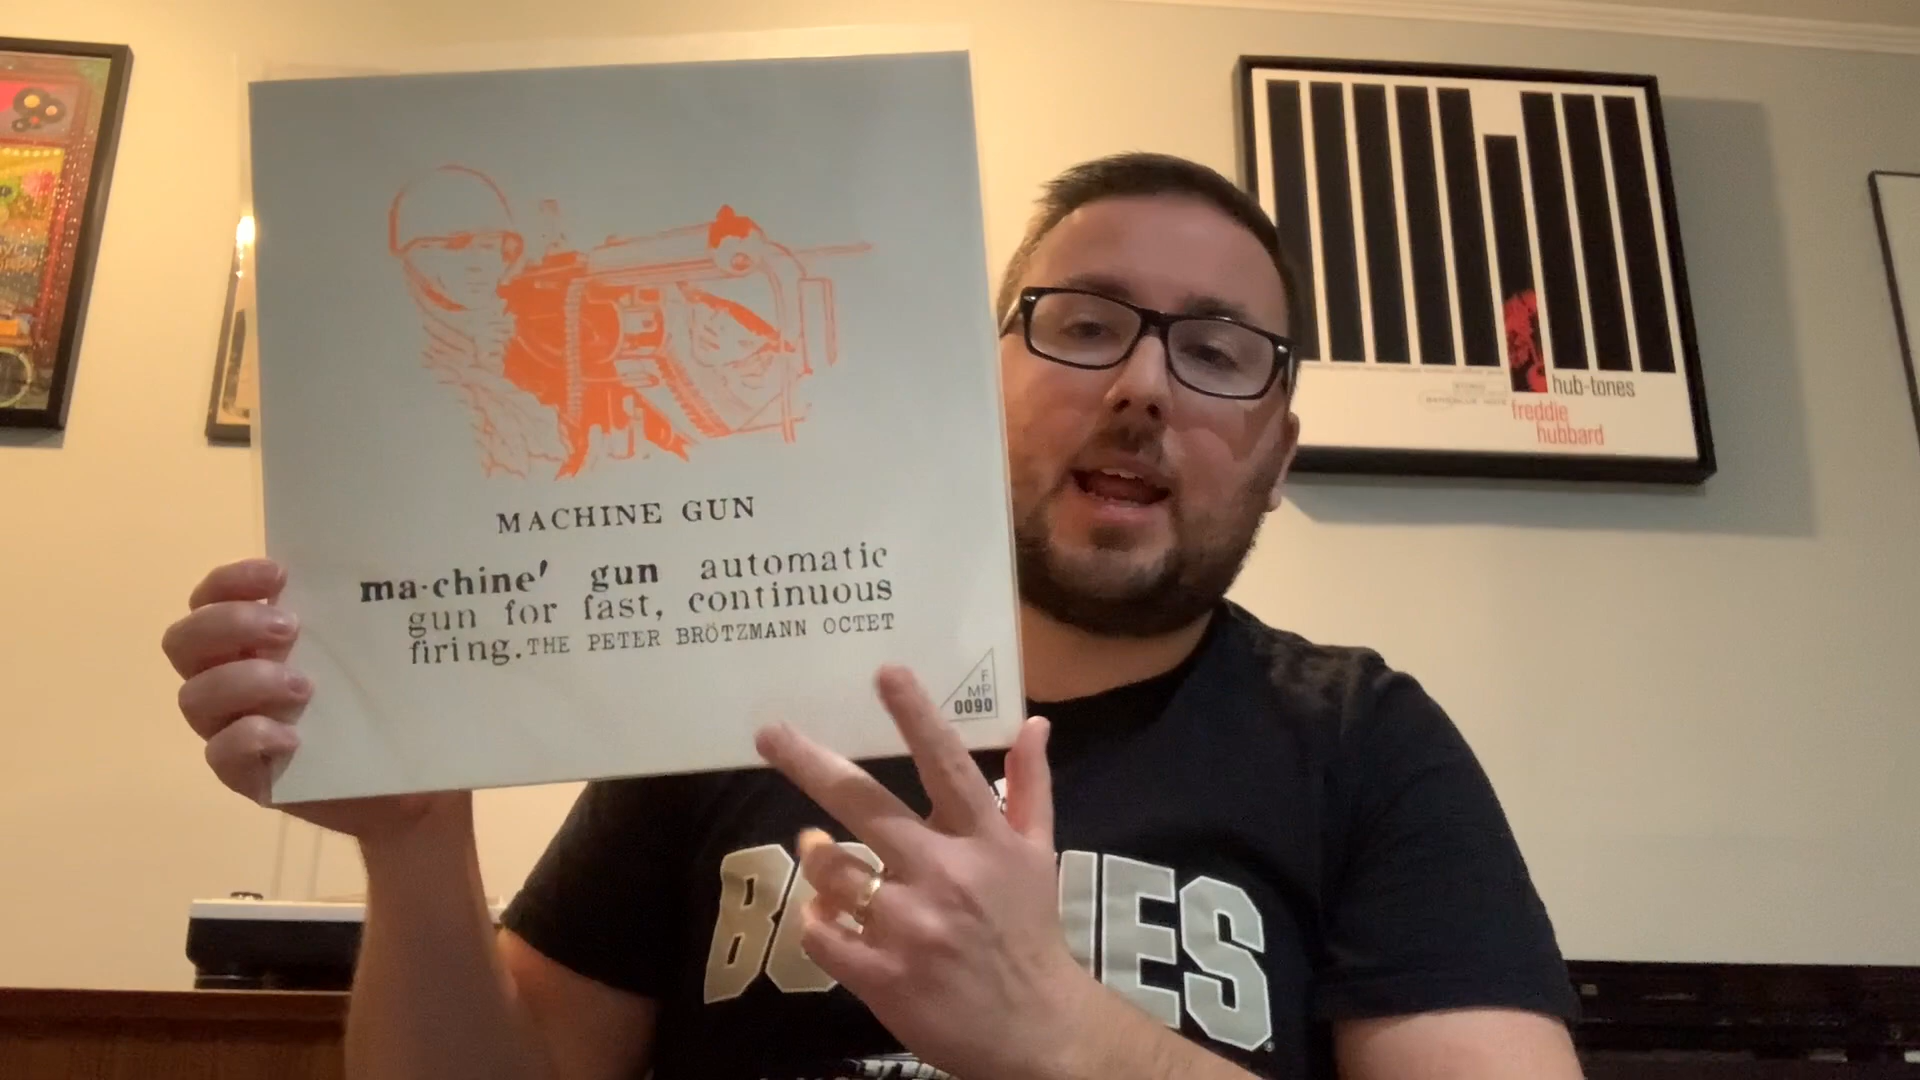 MACHINE GUN
ma·chine′ gun automatic
gun for fast, continuous
firing. THE PETER BRÖTZMANN OCTET
F
MP
0090
hub-tones
freddie
hubbard